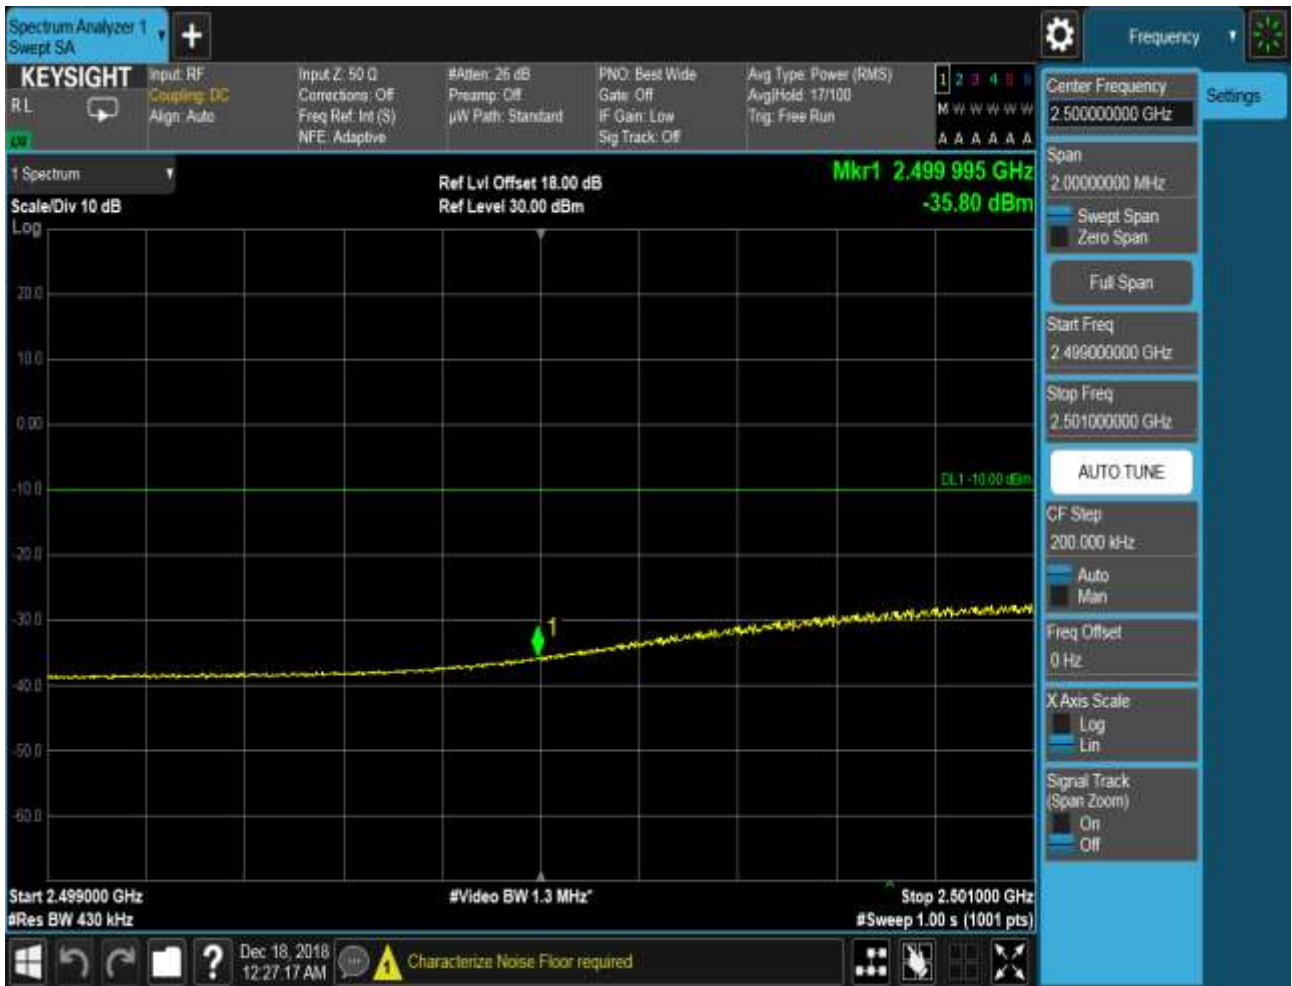 Spectrum Analyzer 1
Swept SA
+
Frequency
KEYSIGHT
Input: RF
Input Z: 50 Ω
#Atten: 26 dB
PNO: Best Wide
Avg Type: Power (RMS)
1 2 3 4 5 6
R L
Coupling: DC
Corrections: Off
Preamp: Off
Gate: Off
Avg|Hold: 17/100
M W W W W W
Align: Auto
Freq Ref: Int (S)
µW Path: Standard
IF Gain: Low
Trig: Free Run
NFE: Adaptive
Sig Track: Off
A A A A A A
1 Spectrum
Ref Lvl Offset 18.00 dB
Mkr1 2.499 995 GHz
Scale/Div 10 dB
Ref Level 30.00 dBm
-35.80 dBm
Log
20.0
10.0
0.00
-10.0
DL1 -10.00 dBm
-20.0
-30.0
1
-40.0
-50.0
-60.0
Start 2.499000 GHz
#Video BW 1.3 MHz*
Stop 2.501000 GHz
#Res BW 430 kHz
#Sweep 1.00 s (1001 pts)
Center Frequency
2.500000000 GHz
Settings
Span
2.00000000 MHz
Swept Span
Zero Span
Full Span
Start Freq
2.499000000 GHz
Stop Freq
2.501000000 GHz
AUTO TUNE
CF Step
200.000 kHz
Auto
Man
Freq Offset
0 Hz
X Axis Scale
Log
Lin
Signal Track
(Span Zoom)
On
Off
?
Dec 18, 2018
12:27:17 AM
1
Characterize Noise Floor required